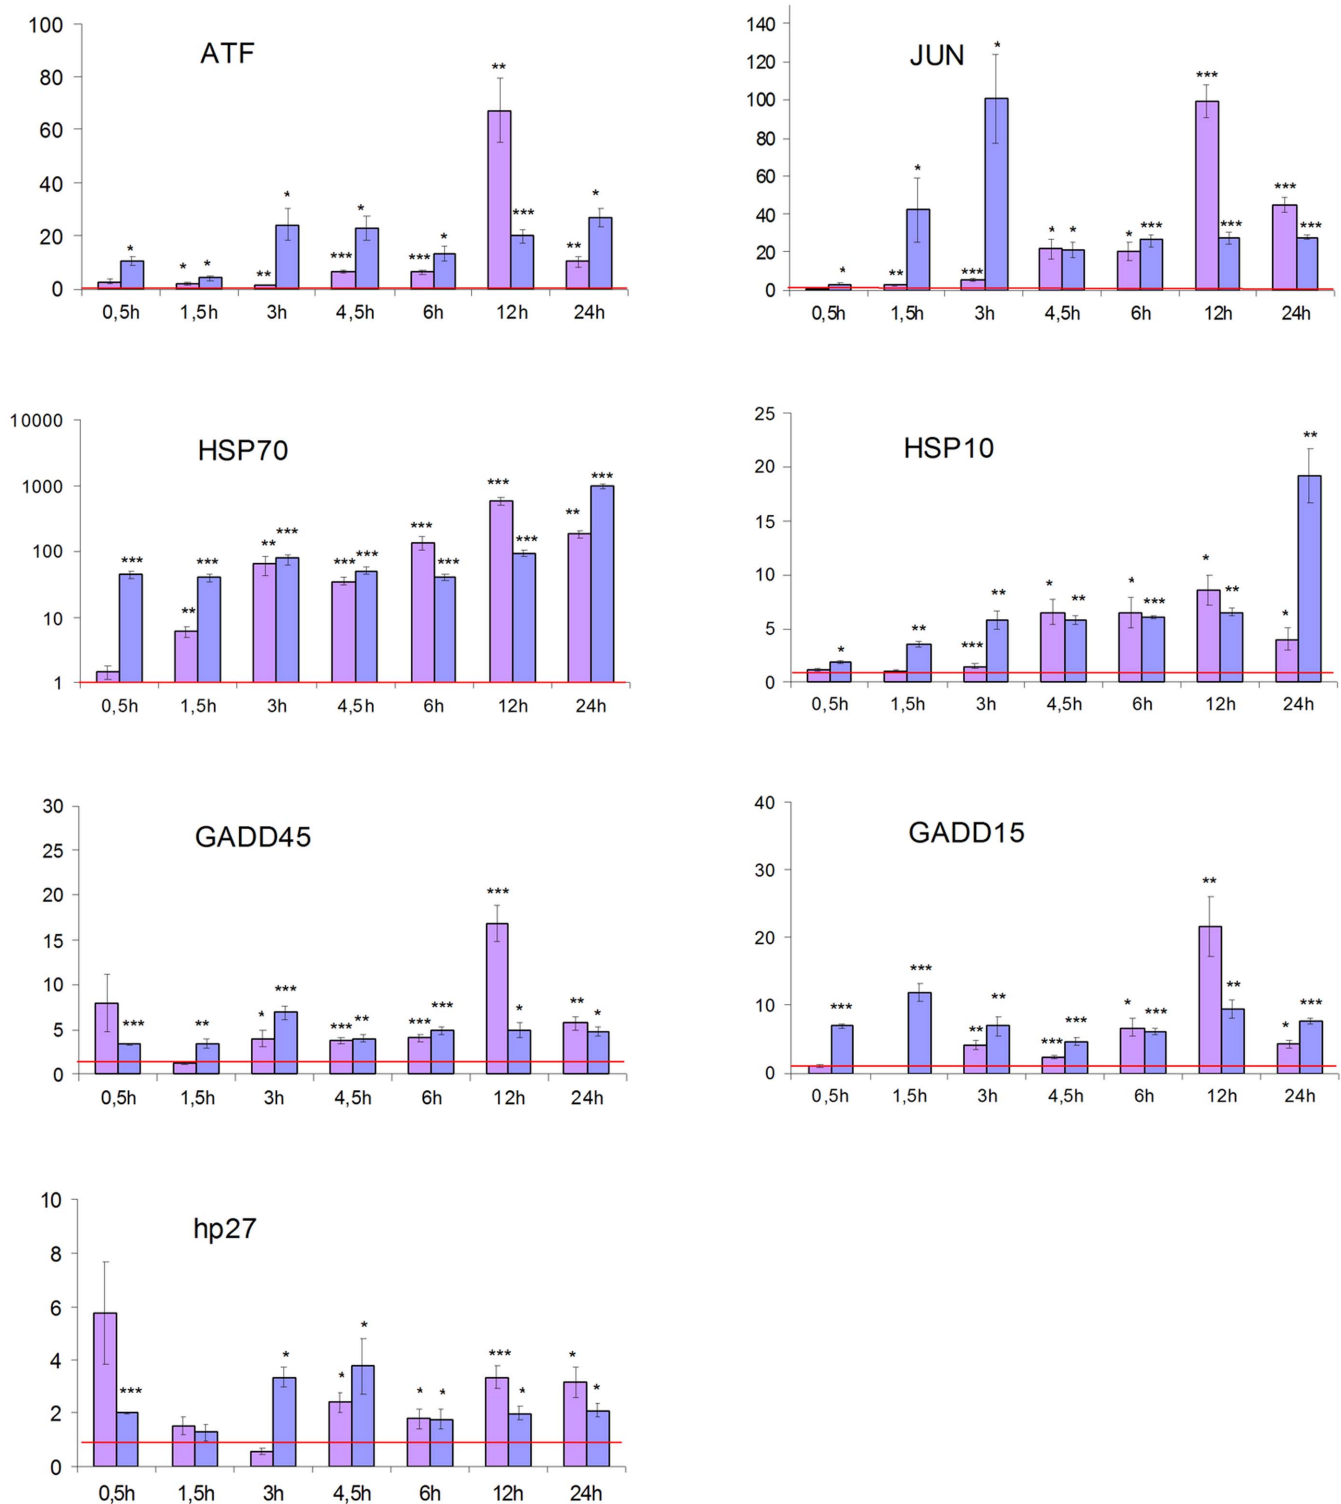 ATF
100
80
60
40
20
0
** 
* * * * * *** *
* ** *** *** **
0,5h 1,5h 3h 4,5h 6h 12h 24h
JUN
140
120
100
80
60
40
20
0
* * * * * *** *** *** ***
* ** *** * ***
0,5h 1,5h 3h 4,5h 6h 12h 24h
HSP70
10000
1000
100
10
1
*** *** ** *** *** *** *** *** *** *** ** ***
**
0,5h 1,5h 3h 4,5h 6h 12h 24h
HSP10
25
20
15
10
5
0
* ** *** ** * ** * *** * ** * **
0,5h 1,5h 3h 4,5h 6h 12h 24h
GADD45
30
25
20
15
10
5
0
*** ** * *** *** ** *** *** *** * ** *
0,5h 1,5h 3h 4,5h 6h 12h 24h
GADD15
40
30
20
10
0
*** *** ** ** *** *** * *** ** ** * ***
0,5h 1,5h 3h 4,5h 6h 12h 24h
hp27
10
8
6
4
2
0
*** * * * * * *** * * *
0,5h 1,5h 3h 4,5h 6h 12h 24h